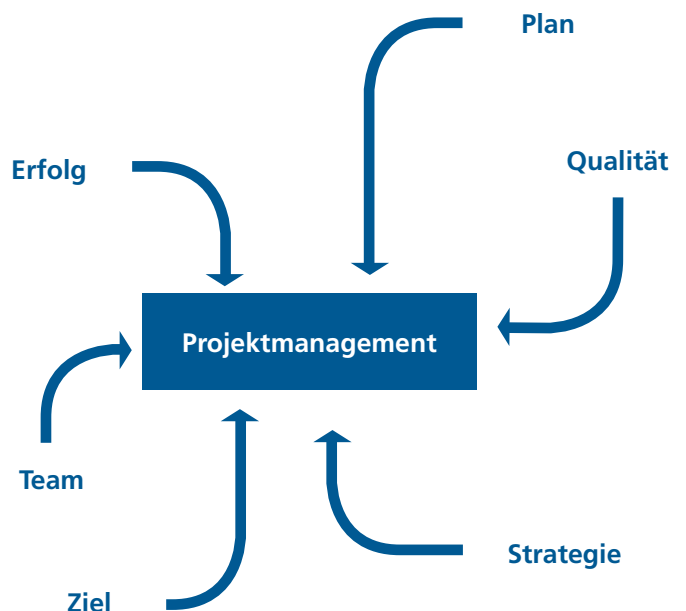 Plan
Qualität
Erfolg
Projektmanagement
Team
Strategie
Ziel